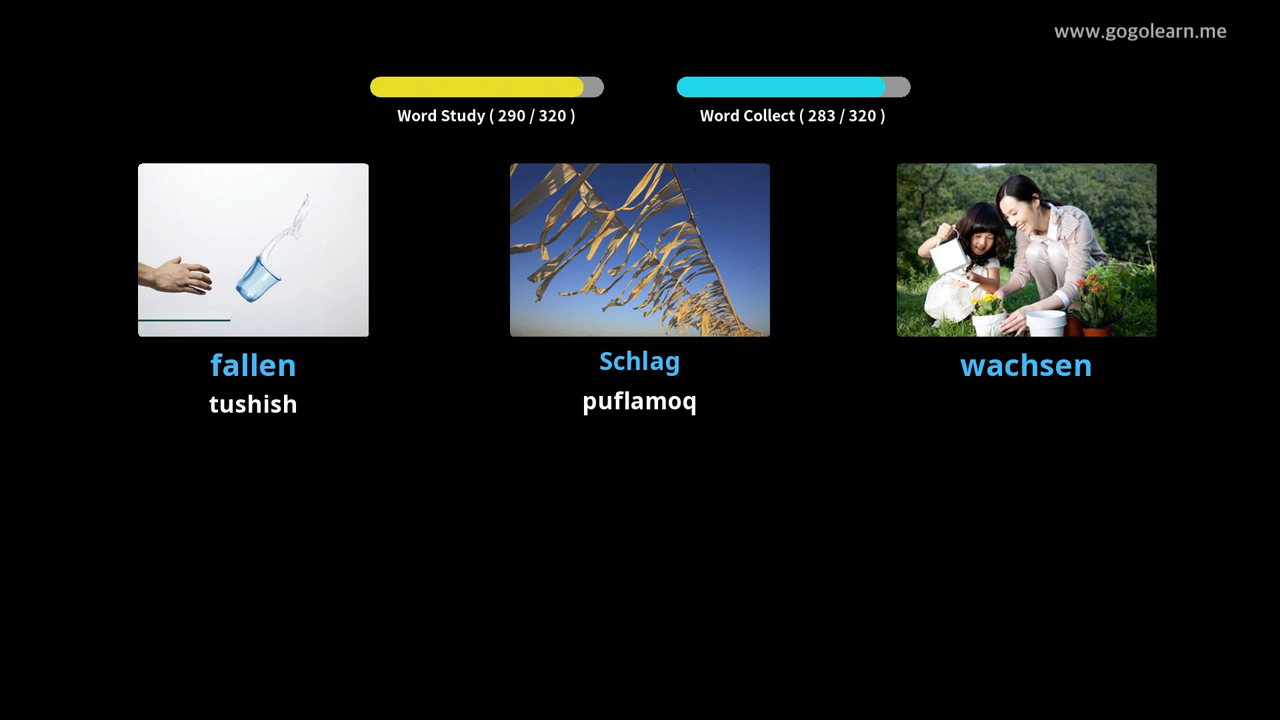 www.gogolearn.me
Word Study ( 290 / 320 )
Word Collect ( 283 / 320 )
fallen
tushish
Schlag
puflamoq
wachsen